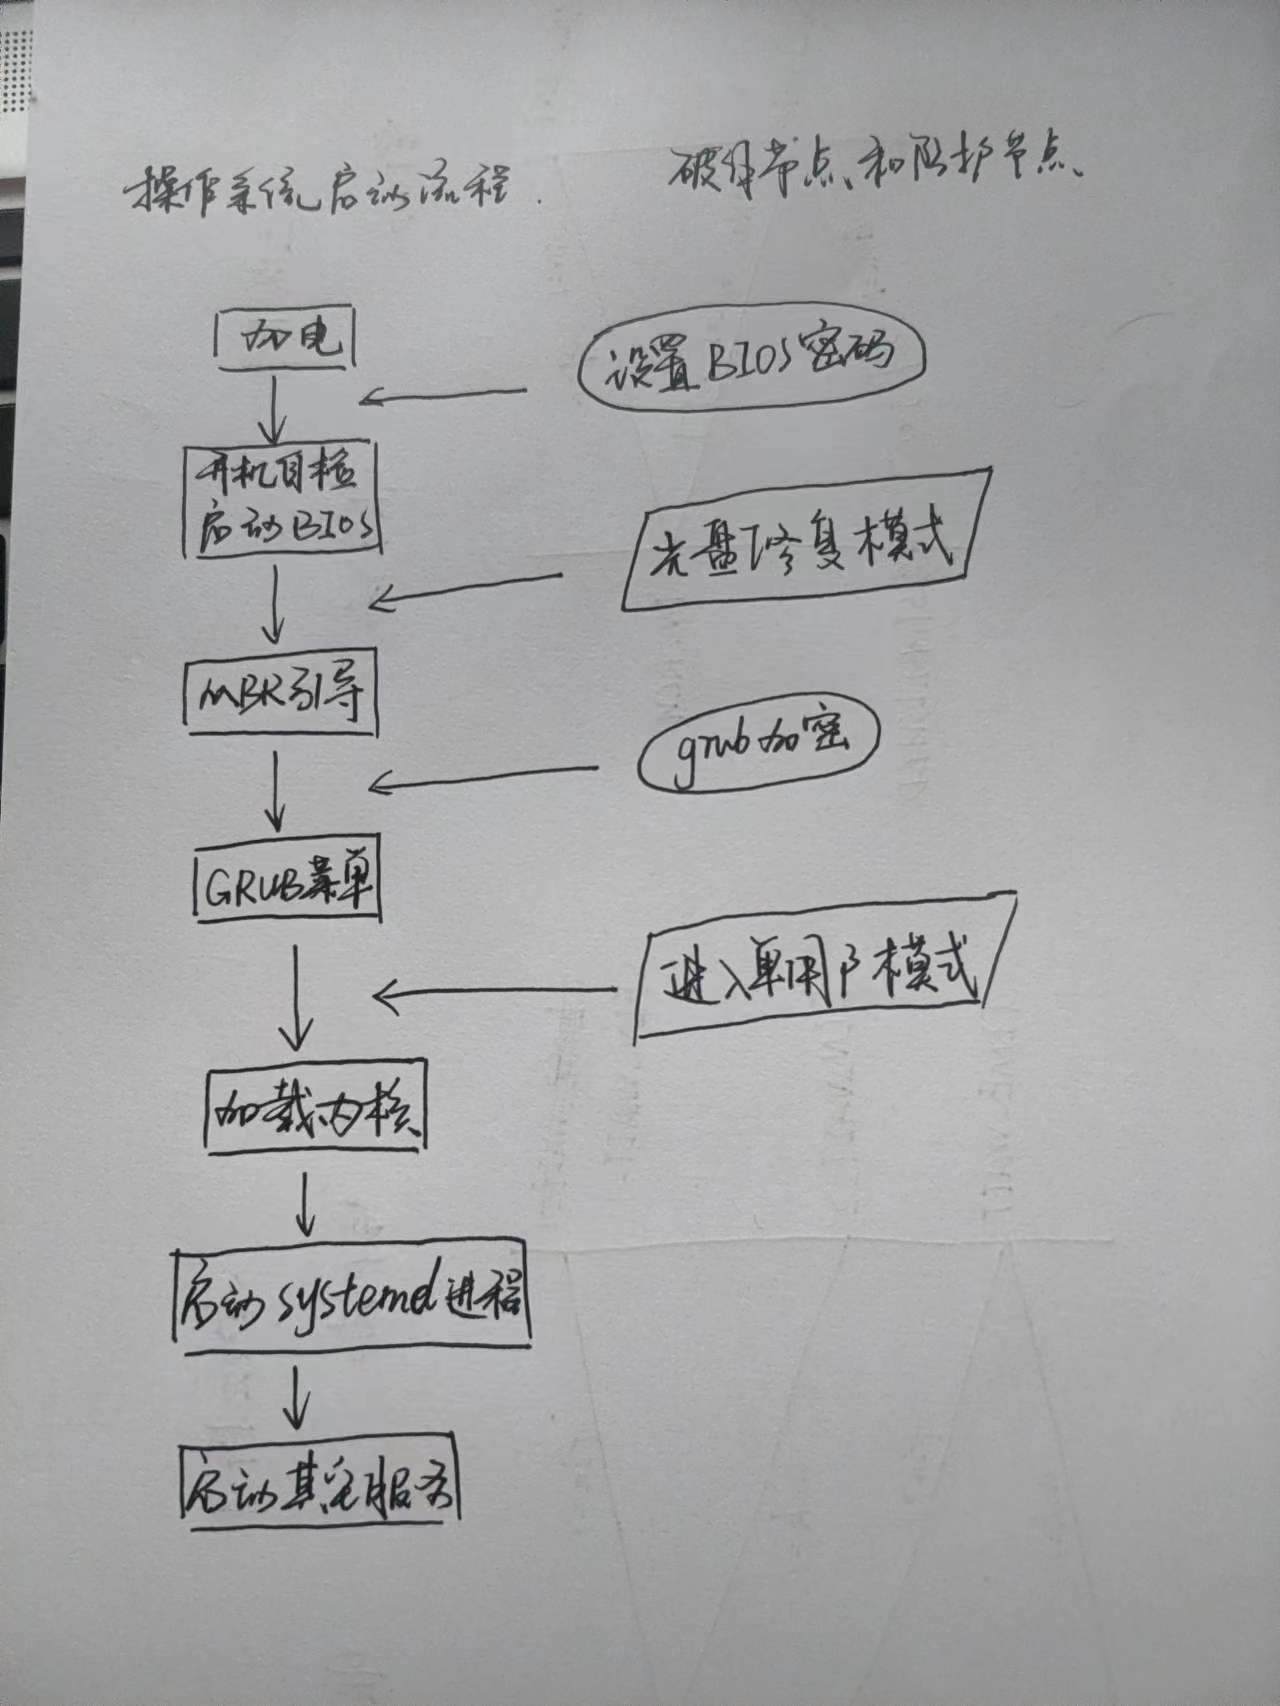 操作系统启动流程.
破解节点、和防护节点、
加电
设置BIOS密码
开机自检
启动BIOS
光盘修复模式
MBR引导
grub加密
GRUB菜单
进入单用户模式
加载内核
启动systemd进程
启动其它服务